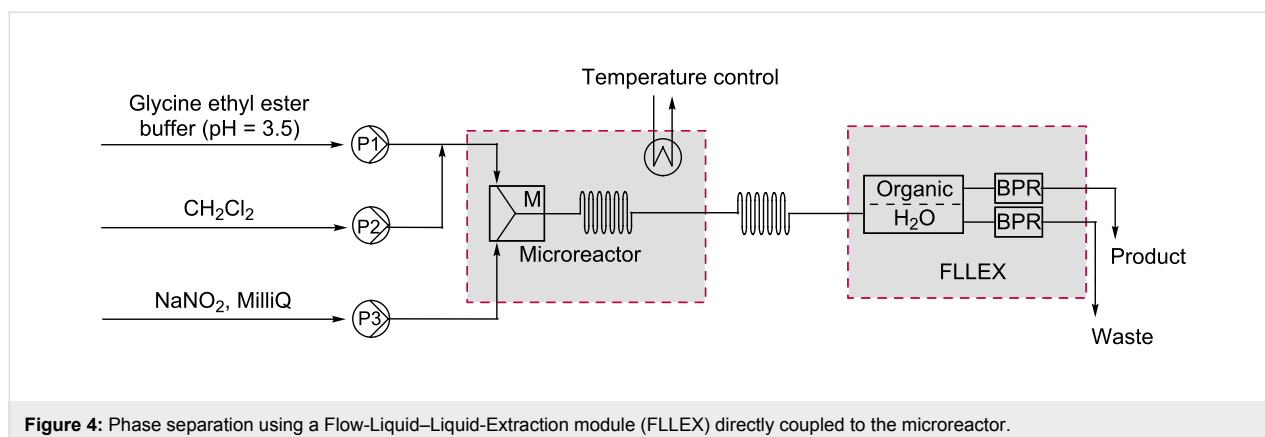 Temperature control
Glycine ethyl ester
buffer (pH = 3.5)
P1
CH₂Cl₂
P2
NaNO₂, MilliQ
P3
M
Microreactor
Organic
H₂O
BPR
BPR
FLLEX
Product
Waste
Figure 4: Phase separation using a Flow-Liquid–Liquid-Extraction module (FLLEX) directly coupled to the microreactor.